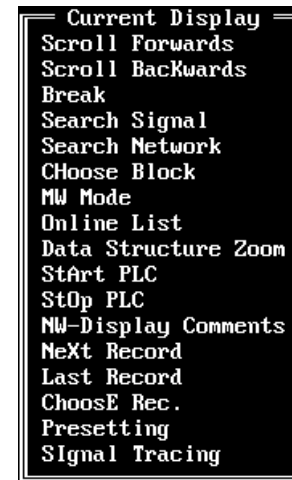 Current Display
Scroll Forwards
Scroll BacKwards
Break
Search Signal
Search Network
CHoose Block
MW Mode
Online List
Data Structure Zoom
StArt PLC
StOp PLC
NW-Display Comments
NeXt Record
Last Record
ChoosE Rec.
Presetting
SIgnal Tracing